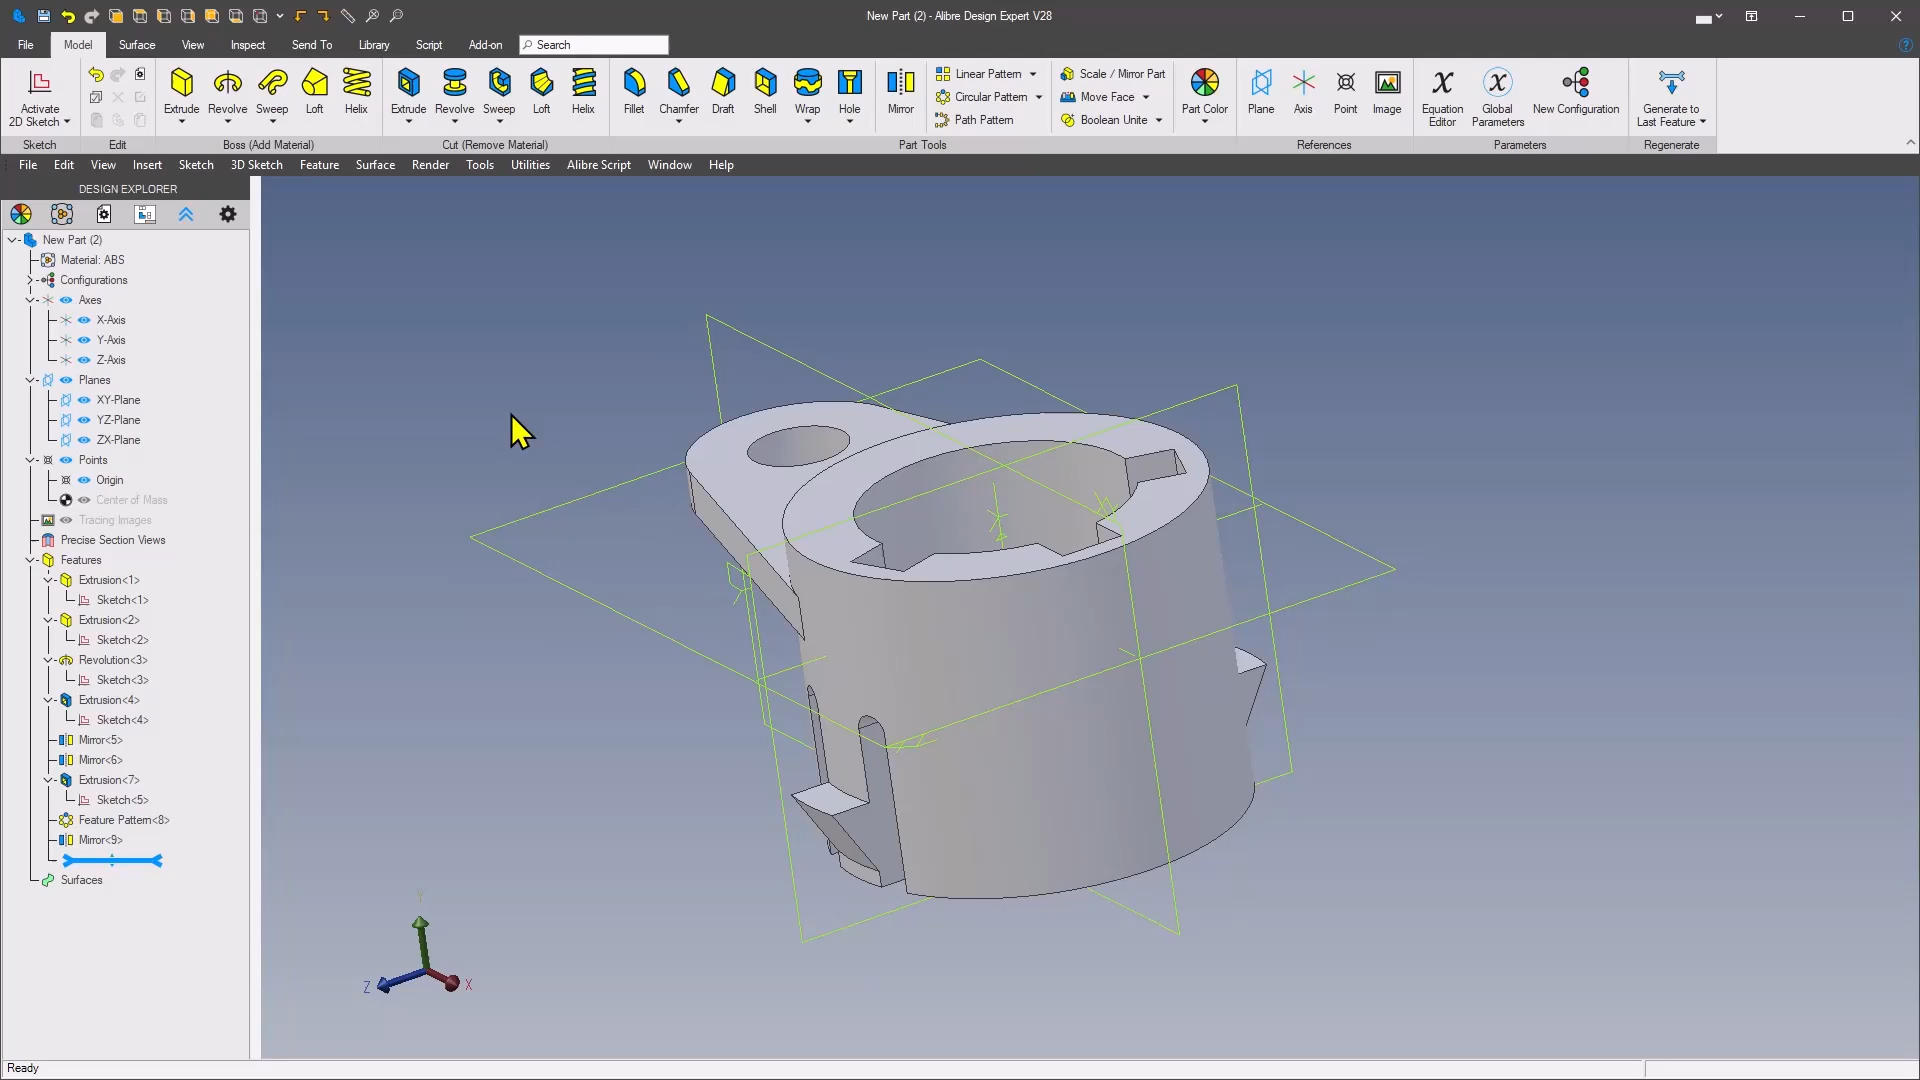 New Part (2) - Alibre Design Expert V28
File Model Surface View Inspect Send To Library Script Add-on Search
Activate 2D Sketch
Sketch
Edit
Extrude Revolve Sweep Loft Helix
Boss (Add Material)
Extrude Revolve Sweep Loft Helix
Cut (Remove Material)
Fillet Chamfer Draft Shell Wrap Hole Mirror
Linear Pattern
Circular Pattern
Path Pattern
Scale / Mirror Part
Move Face
Boolean Unite
Part Color
Part Tools
Plane Axis Point Image
References
Equation Editor
Global Parameters
New Configuration
Parameters
Generate to Last Feature
Regenerate
File Edit View Insert Sketch 3D Sketch Feature Surface Render Tools Utilities Alibre Script Window Help
DESIGN EXPLORER
New Part (2)
Material: ABS
Configurations
Axes
X-Axis
Y-Axis
Z-Axis
Planes
XY-Plane
YZ-Plane
ZX-Plane
Points
Origin
Center of Mass
Tracing Images
Precise Section Views
Features
Extrusion<1>
Sketch<1>
Extrusion<2>
Sketch<2>
Revolution<3>
Sketch<3>
Extrusion<4>
Sketch<4>
Mirror<5>
Mirror<6>
Extrusion<7>
Sketch<5>
Feature Pattern<8>
Mirror<9>
Surfaces
Y
Z
X
Ready